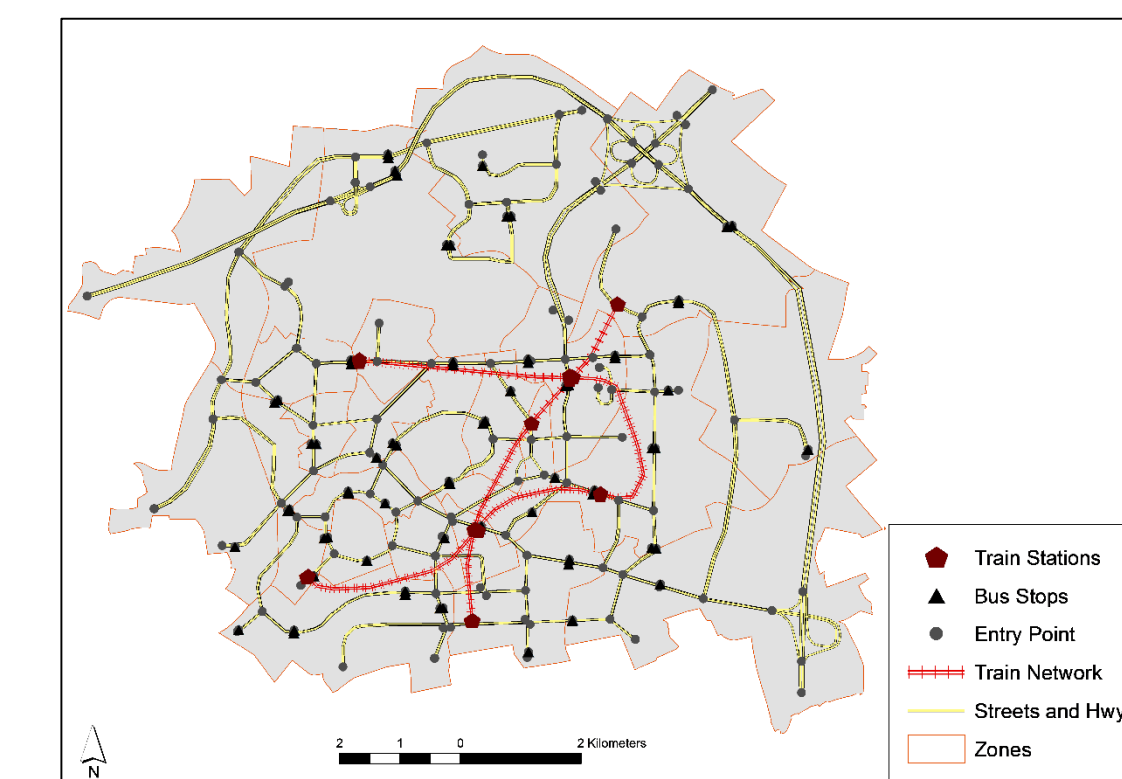 Train Stations
Bus Stops
Entry Point
Train Network
Streets and Hwy
Zones
2 1 0 2 Kilometers
N